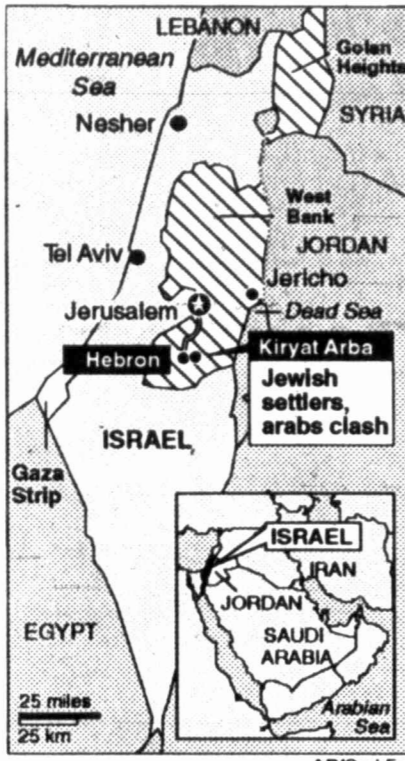 LEBANON
Golan
Heights
Mediterranean
Sea
SYRIA
Nesher
West
Bank
JORDAN
Tel Aviv
Jericho
Jerusalem
Dead Sea
Hebron
Kiryat Arba
Jewish
settlers,
arabs clash
ISRAEL
Gaza
Strip
ISRAEL
IRAN
JORDAN
SAUDI
ARABIA
EGYPT
25 miles
25 km
Arabian
Sea